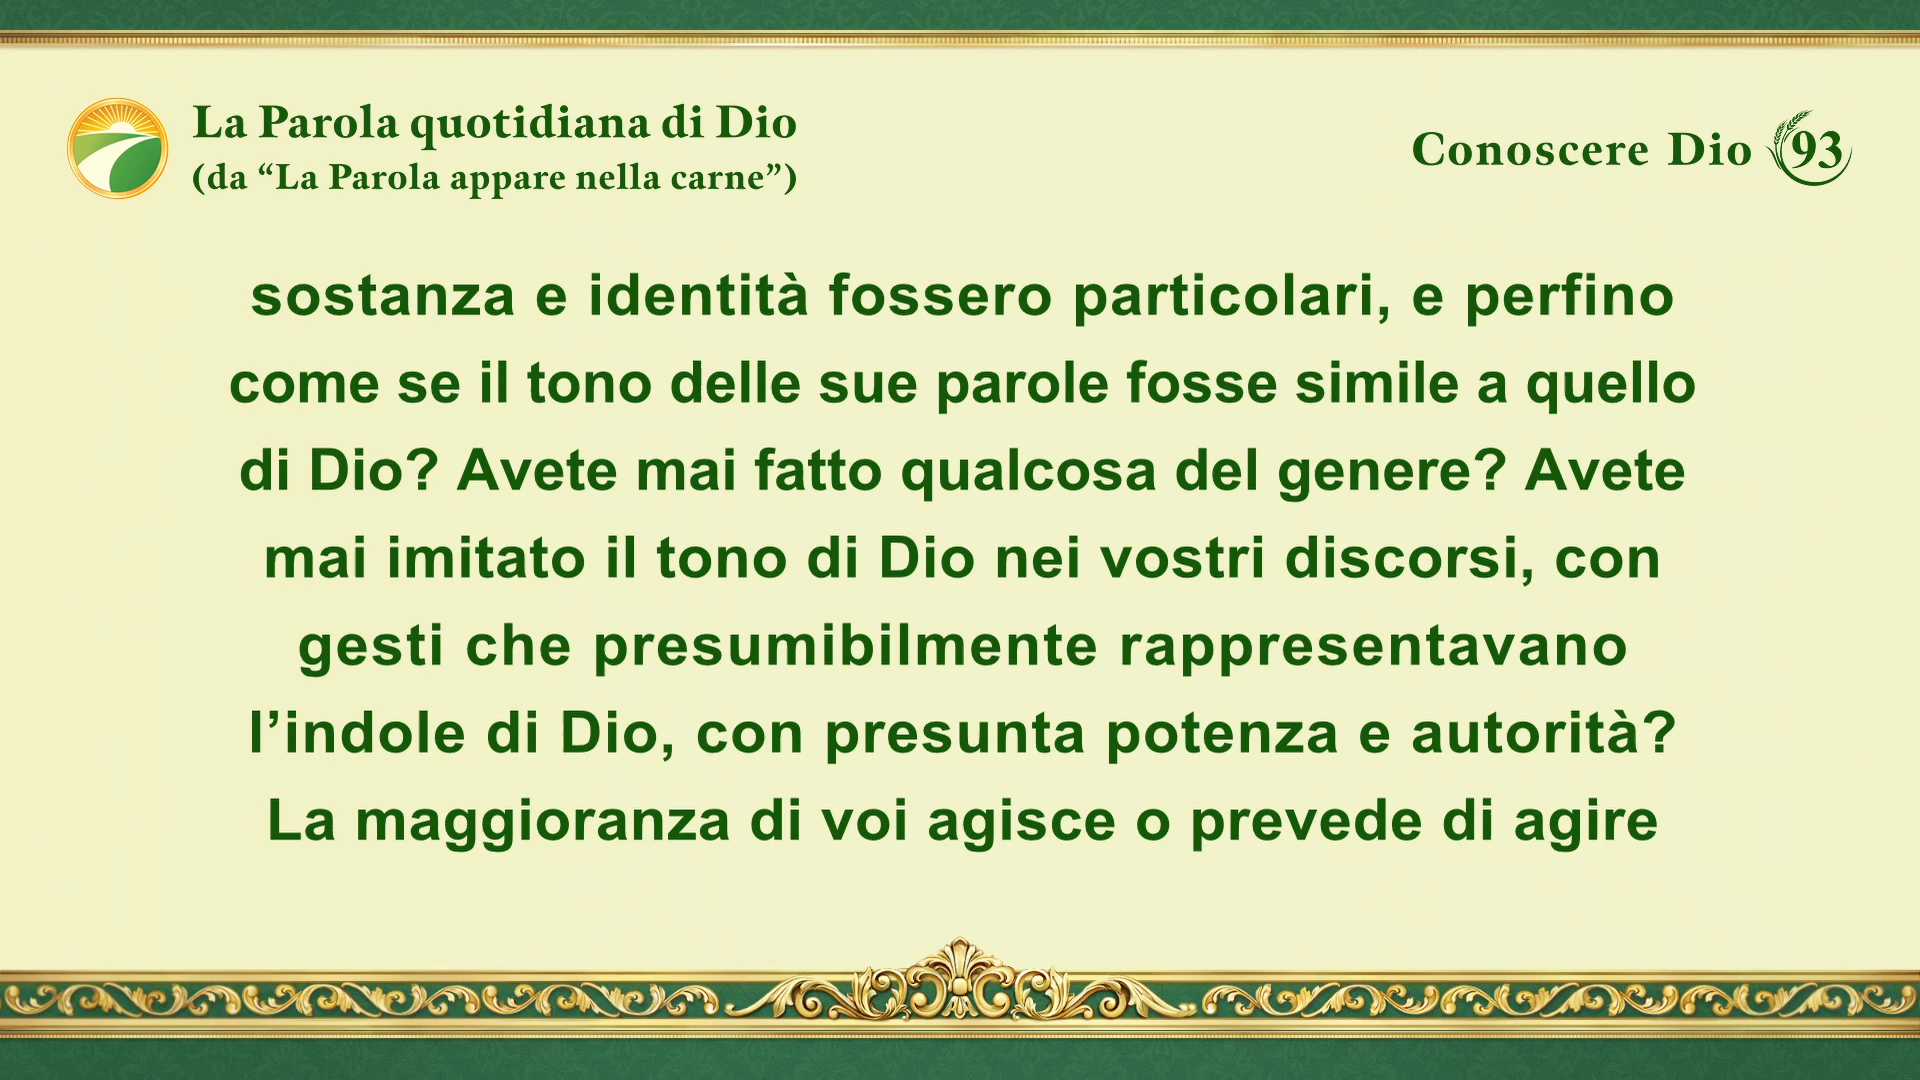 La Parola quotidiana di Dio
(da “La Parola appare nella carne”)
Conoscere Dio 93
sostanza e identità fossero particolari, e perfino
come se il tono delle sue parole fosse simile a quello
di Dio? Avete mai fatto qualcosa del genere? Avete
mai imitato il tono di Dio nei vostri discorsi, con
gesti che presumibilmente rappresentavano
l’indole di Dio, con presunta potenza e autorità?
La maggioranza di voi agisce o prevede di agire